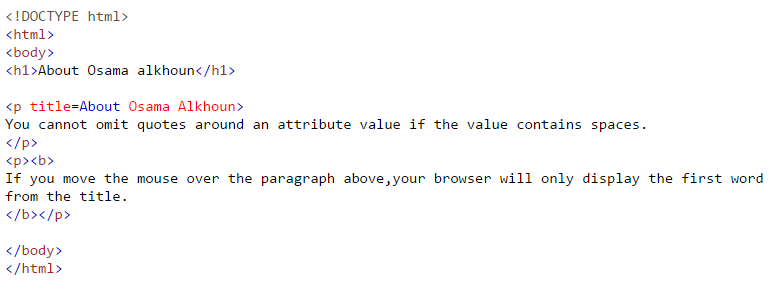 <!DOCTYPE html>
<html>
<body>
<h1>About Osama alkhoun</h1>
<p title=About Osama Alkhoun>
You cannot omit quotes around an attribute value if the value contains spaces.
</p>
<p><b>
If you move the mouse over the paragraph above,your browser will only display the first word
from the title.
</b></p>
</body>
</html>